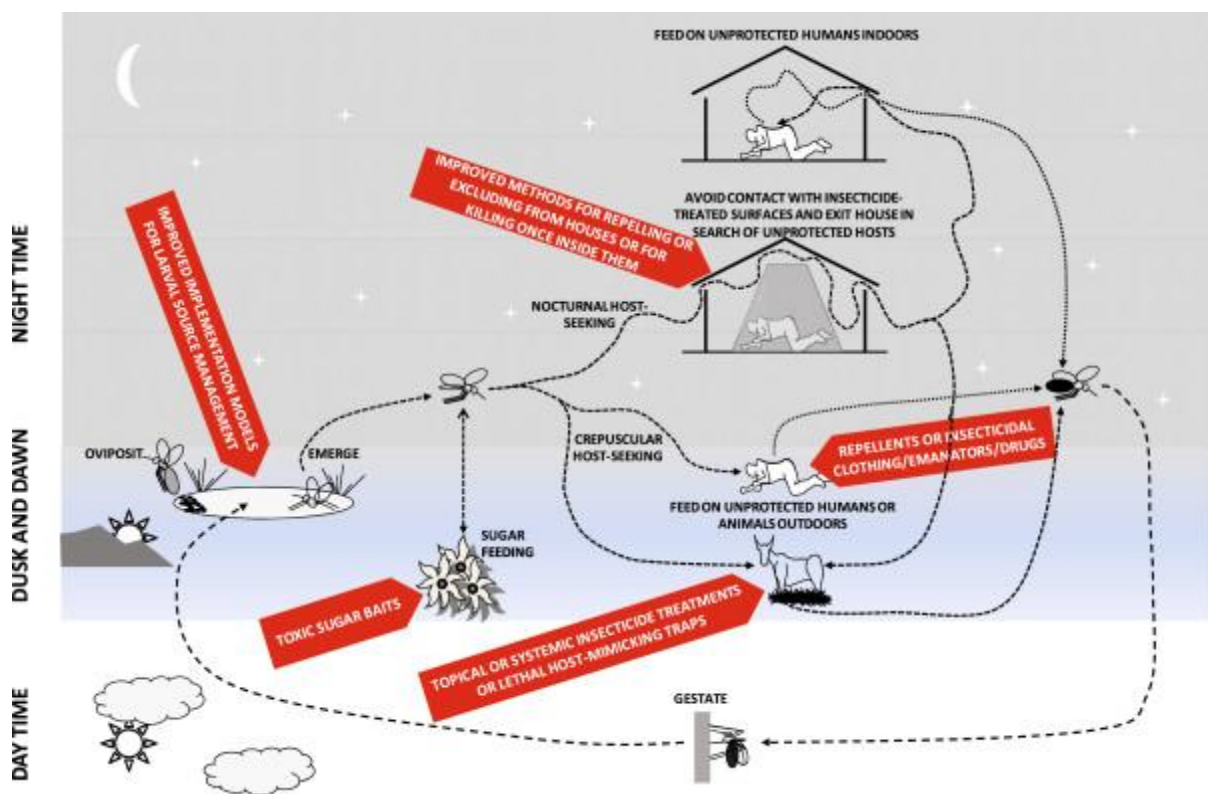 FEED ON UNPROTECTED HUMANS INDOORS
IMPROVED METHODS FOR REPELLING OR
EXCLUDING FROM HOUSES OR FOR
KILLING ONCE INSIDE THEM
AVOID CONTACT WITH INSECTICIDE-
TREATED SURFACES AND EXIT HOUSE IN
SEARCH OF UNPROTECTED HOSTS
IMPROVED IMPLEMENTATION MODELS
FOR LARVAL SOURCE MANAGEMENT
NIGHT TIME
NOCTURNAL HOST-
SEEKING
OVIPOSIT
EMERGE
CREPUSCULAR
HOST-SEEKING
REPELLENTS OR INSECTICIDAL
CLOTHING/EMANATORS/DRUGS
DUSK AND DAWN
FEED ON UNPROTECTED HUMANS OR
ANIMALS OUTDOORS
SUGAR
FEEDING
TOXIC SUGAR BAITS
TOPICAL OR SYSTEMIC INSECTICIDE TREATMENTS
OR LETHAL HOST-MIMICKING TRAPS
DAY TIME
GESTATE